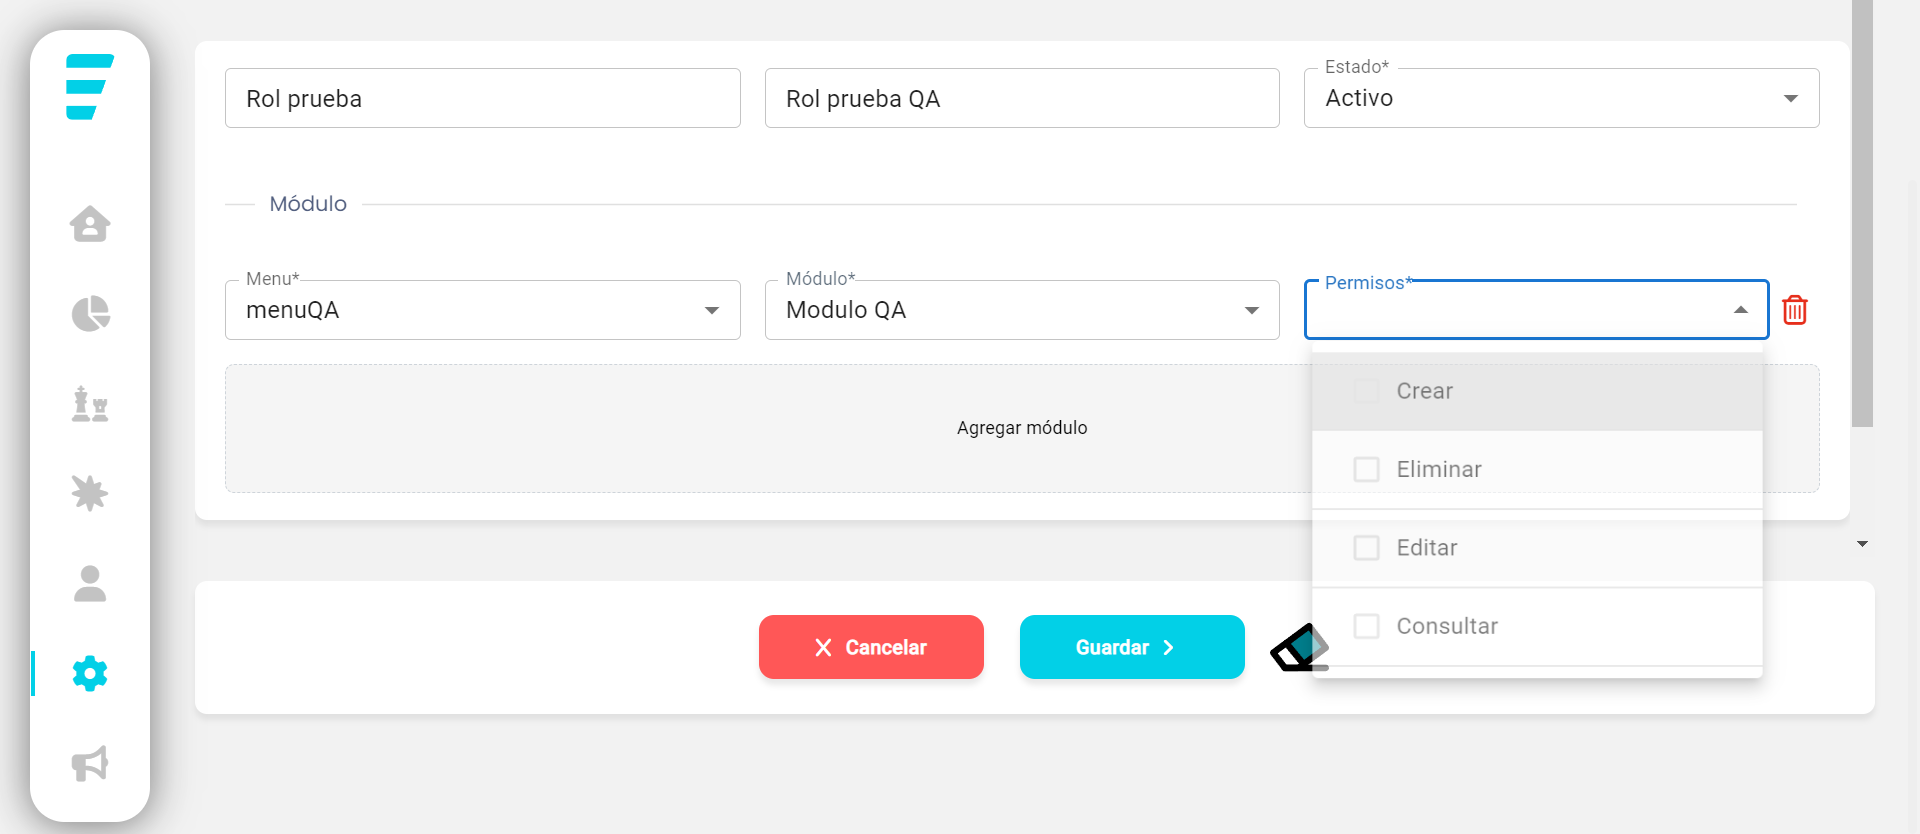 Rol prueba
Rol prueba QA
Estado*
Activo
Módulo
Menu*
menuQA
Módulo*
Modulo QA
Permisos*
Crear
Eliminar
Editar
Consultar
Agregar módulo
Cancelar
Guardar